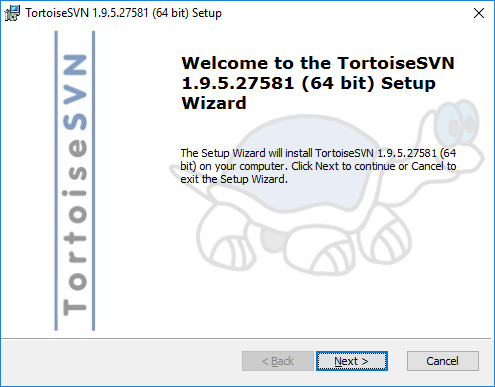 TortoiseSVN 1.9.5.27581 (64 bit) Setup
TortoiseSVN
Welcome to the TortoiseSVN
1.9.5.27581 (64 bit) Setup
Wizard
The Setup Wizard will install TortoiseSVN 1.9.5.27581 (64
bit) on your computer. Click Next to continue or Cancel to
exit the Setup Wizard.
< Back
Next >
Cancel